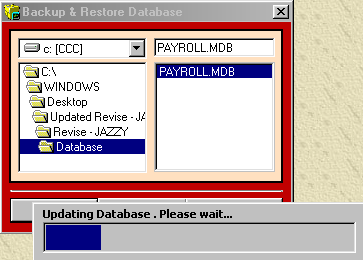 Backup & Restore Database
c: [CCC]
PAYROLL.MDB
C:\
WINDOWS
Desktop
Updated Revise - JA
Revise - JAZZY
Database
PAYROLL.MDB
Updating Database . Please wait...